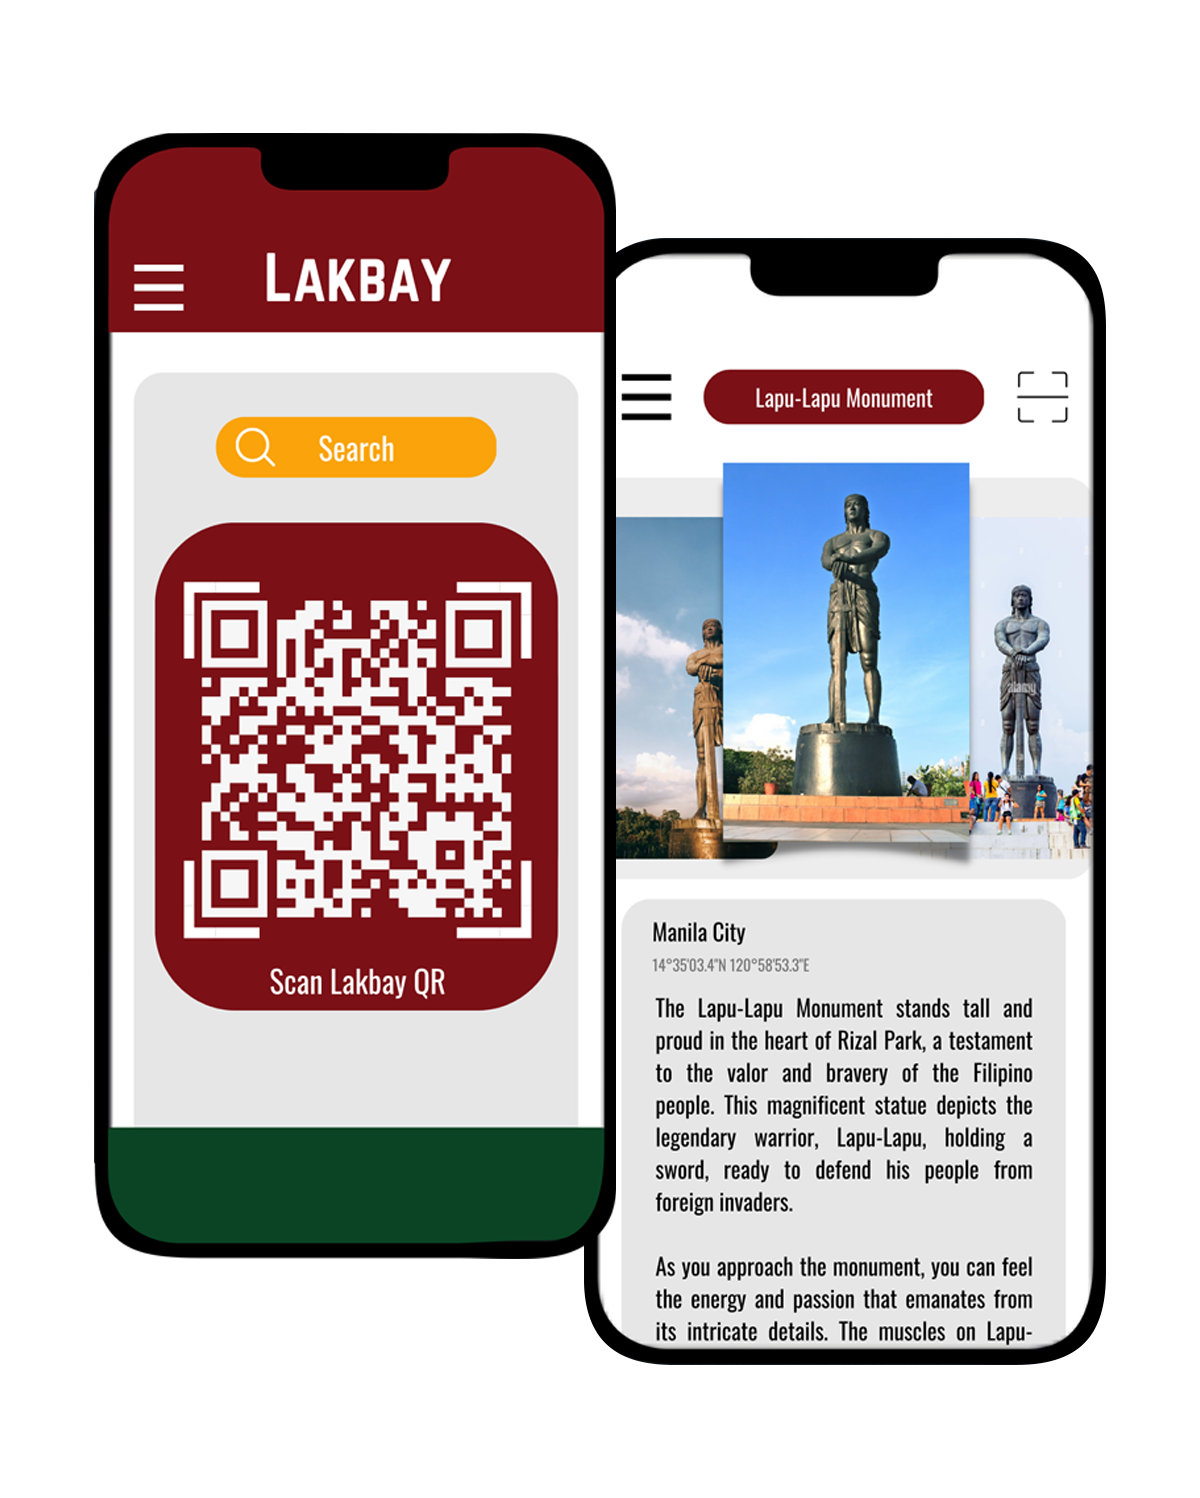 LAKBAY
Search
Scan Lakbay QR
Lapu-Lapu Monument
alamy
Manila City
14°35'03.4"N 120°58'53.3"E
The Lapu-Lapu Monument stands tall and
proud in the heart of Rizal Park, a testament
to the valor and bravery of the Filipino
people. This magnificent statue depicts the
legendary warrior, Lapu-Lapu, holding a
sword, ready to defend his people from
foreign invaders.
As you approach the monument, you can feel
the energy and passion that emanates from
its intricate details. The muscles on Lapu-